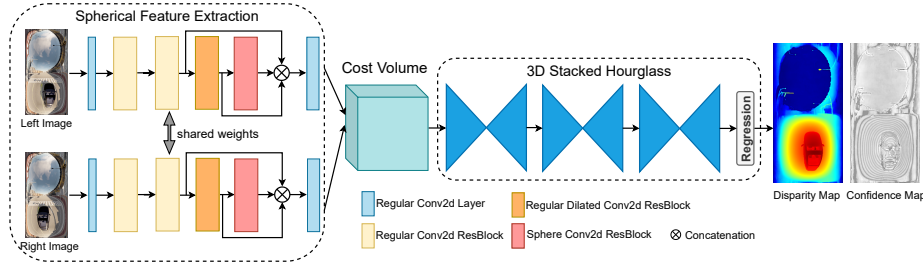 Spherical Feature Extraction
Left Image
shared weights
Right Image
Cost Volume
3D Stacked Hourglass
Regression
Disparity Map
Confidence Map
Regular Conv2d Layer
Regular Dilated Conv2d ResBlock
Regular Conv2d ResBlock
Sphere Conv2d ResBlock
Concatenation